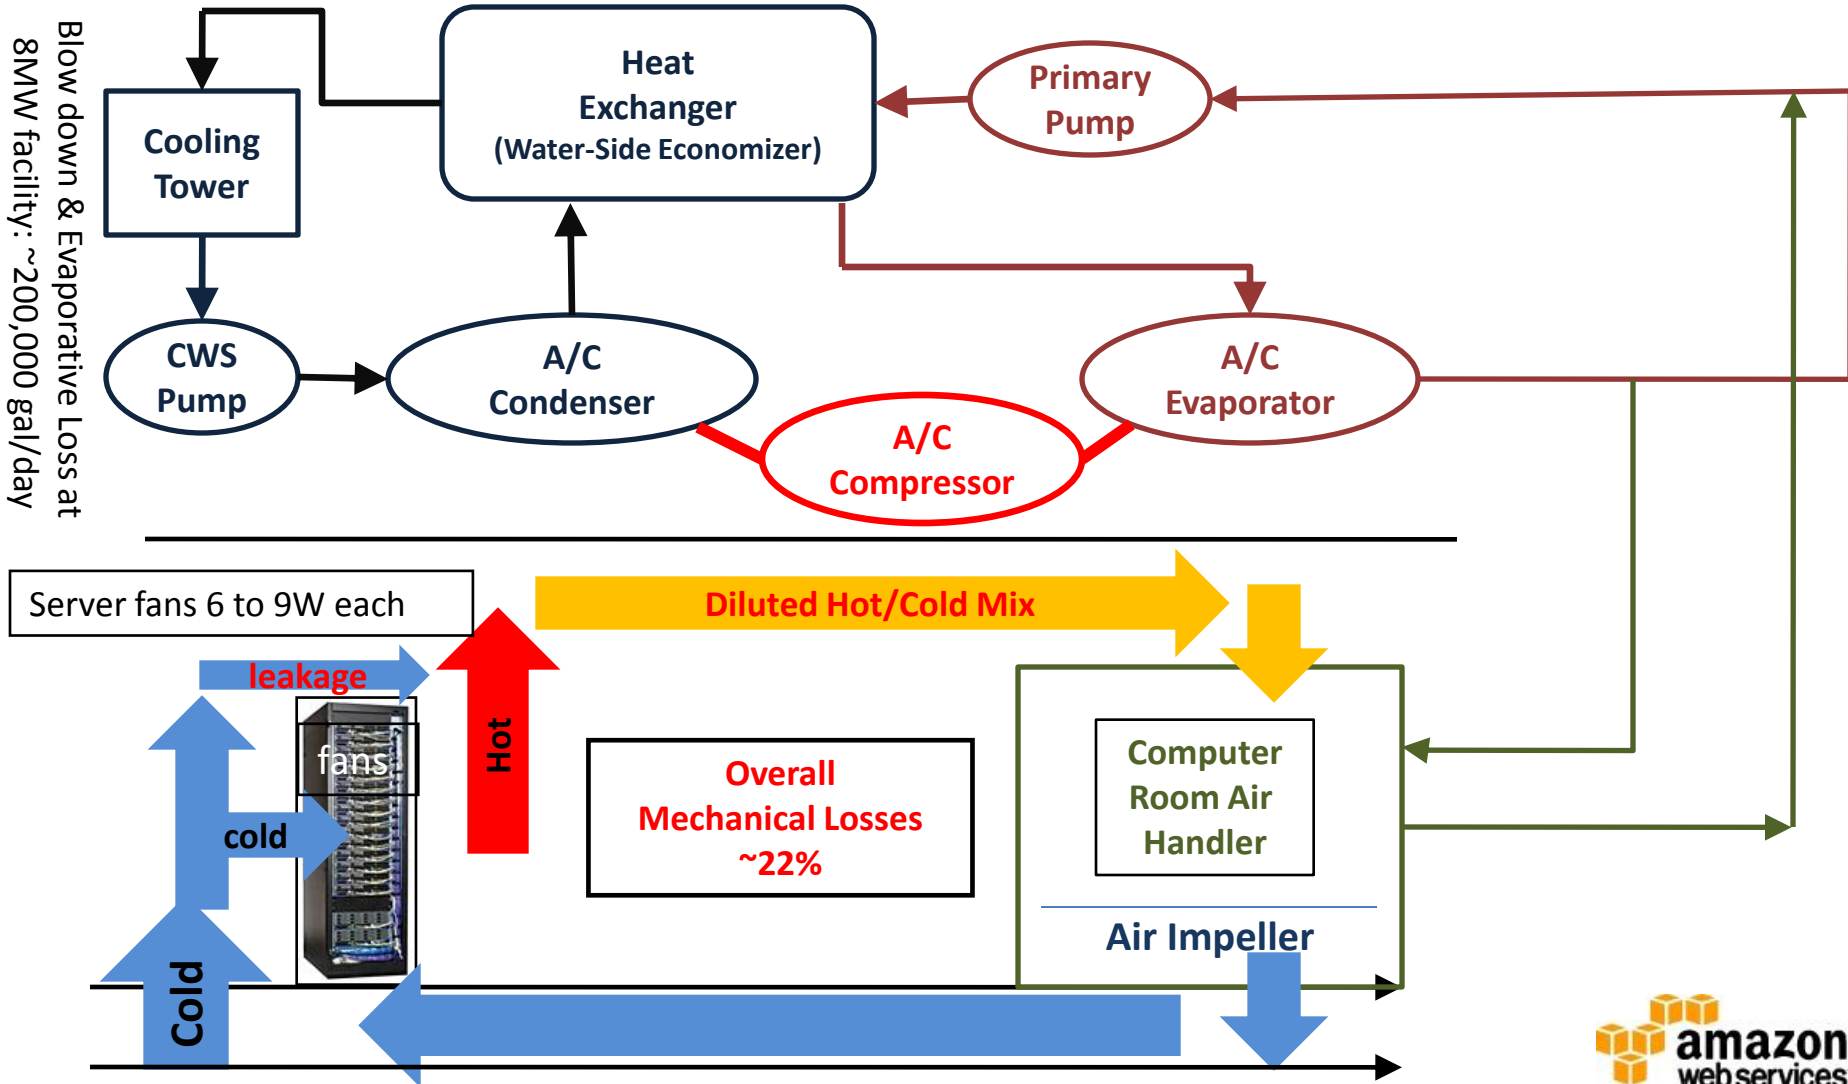 Blow down & Evaporative Loss at
8MW facility: ~200,000 gal/day
Heat
Exchanger
(Water-Side Economizer)
Primary
Pump
Cooling
Tower
CWS
Pump
A/C
Condenser
A/C
Compressor
A/C
Evaporator
Server fans 6 to 9W each
Diluted Hot/Cold Mix
leakage
fans
Hot
cold
Cold
Overall
Mechanical Losses
~22%
Computer
Room Air
Handler
Air Impeller
amazon
web services